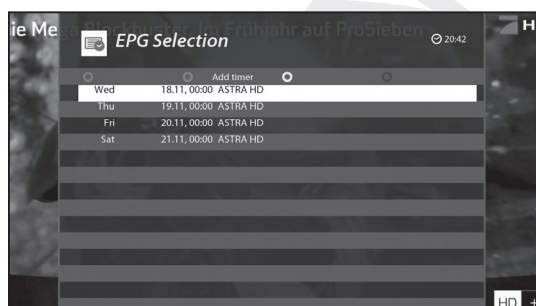 ie Me ga Blockbuster. Im Frühjahr auf ProSieben H
EPG Selection
20:42
Add timer
Wed 18.11, 00:00 ASTRA HD
Thu 19.11, 00:00 ASTRA HD
Fri 20.11, 00:00 ASTRA HD
Sat 21.11, 00:00 ASTRA HD
HD +